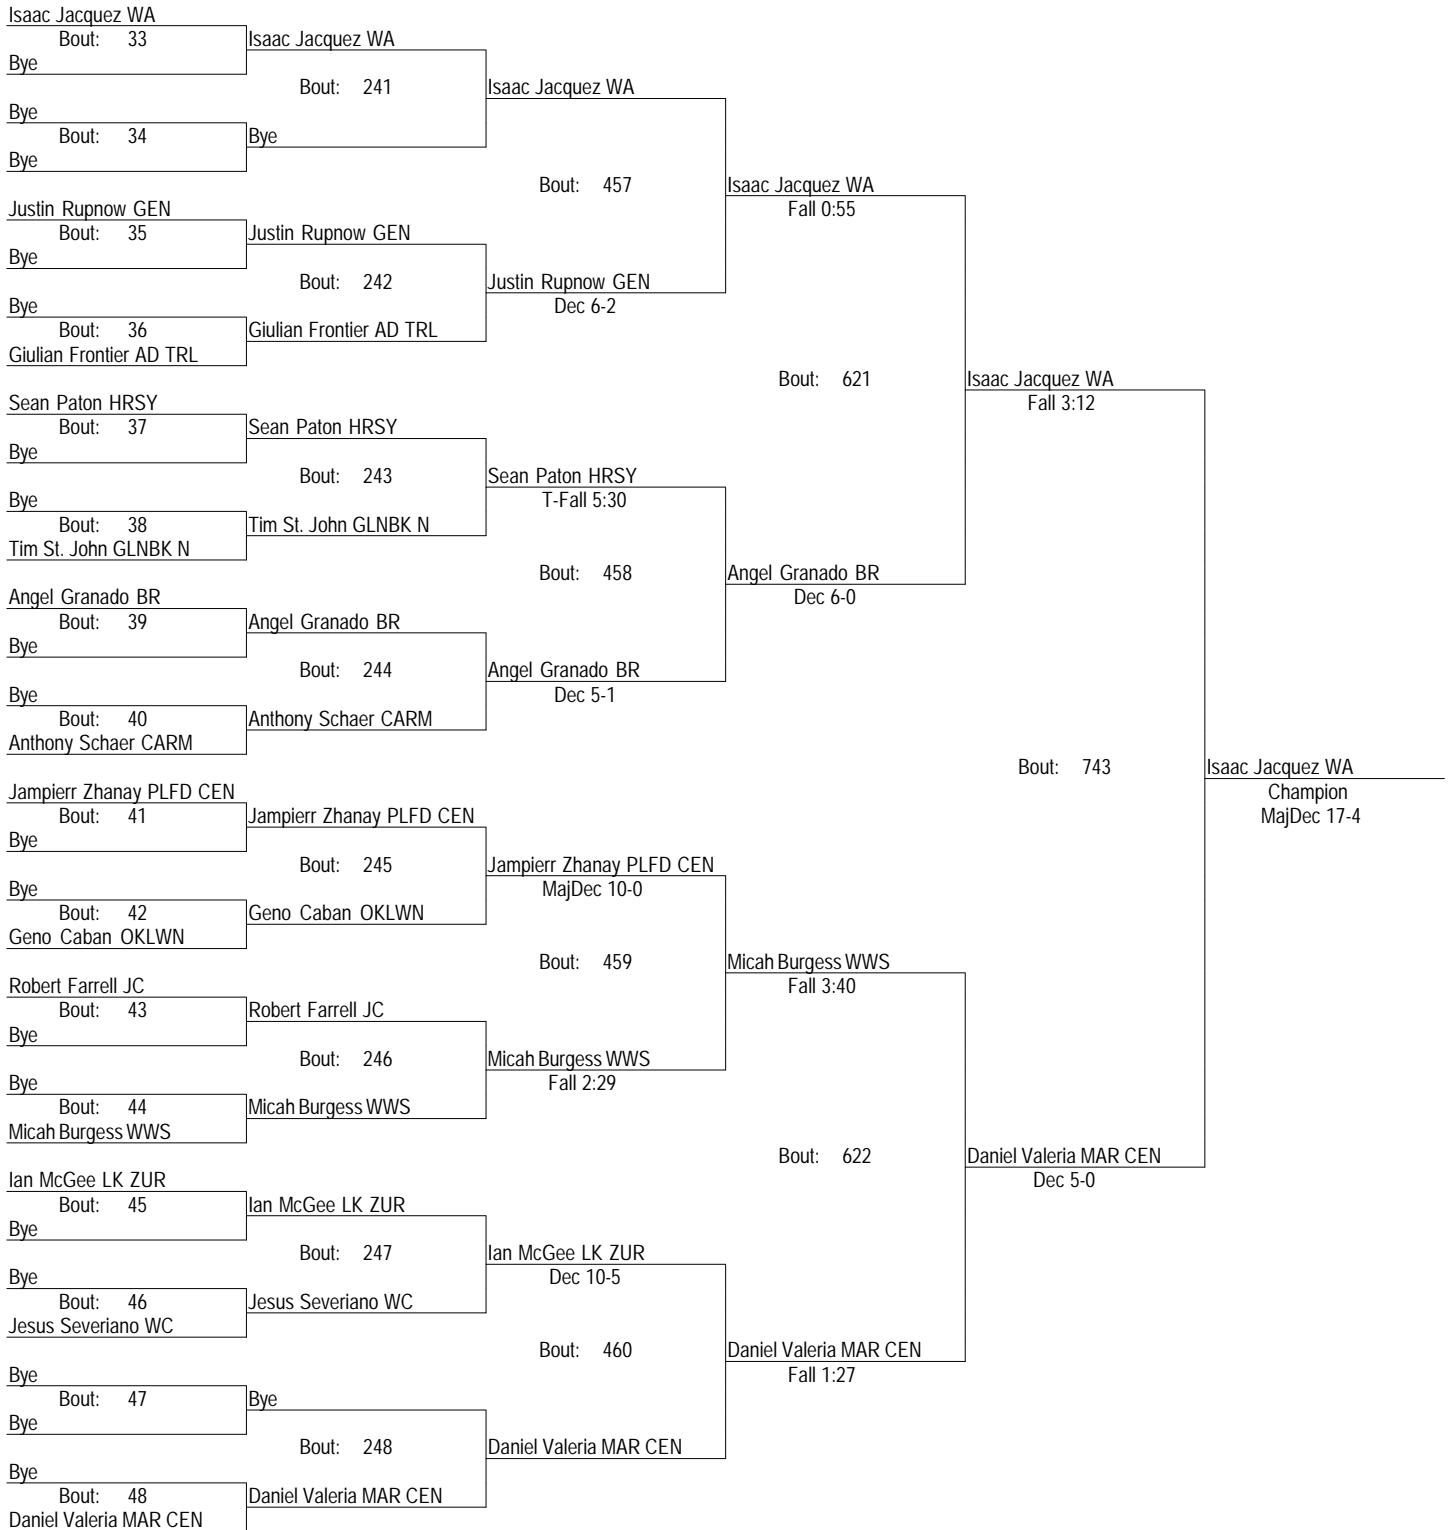 Isaac Jacquez WA
Bout: 33
Isaac Jacquez WA
Bye
Bout: 241
Isaac Jacquez WA
Bye
Bout: 34
Bye
Bye
Bout: 457
Isaac Jacquez WA
Fall 0:55
Justin Rupnow GEN
Bout: 35
Justin Rupnow GEN
Bye
Bout: 242
Justin Rupnow GEN
Dec 6-2
Bye
Bout: 36
Giulian Frontier AD TRL
Giulian Frontier AD TRL
Bout: 621
Isaac Jacquez WA
Fall 3:12
Sean Paton HRSY
Bout: 37
Sean Paton HRSY
Bye
Bout: 243
Sean Paton HRSY
T-Fall 5:30
Bye
Bout: 38
Tim St. John GLNBK N
Tim St. John GLNBK N
Bout: 458
Angel Granado BR
Dec 6-0
Angel Granado BR
Bout: 39
Angel Granado BR
Bye
Bout: 244
Angel Granado BR
Dec 5-1
Bye
Bout: 40
Anthony Schaer CARM
Anthony Schaer CARM
Bout: 743
Isaac Jacquez WA
Champion
MajDec 17-4
Jampierr Zhanay PLFD CEN
Bout: 41
Jampierr Zhanay PLFD CEN
Bye
Bout: 245
Jampierr Zhanay PLFD CEN
MajDec 10-0
Bye
Bout: 42
Geno Caban OKLWN
Geno Caban OKLWN
Bout: 459
Micah Burgess WWS
Fall 3:40
Robert Farrell JC
Bout: 43
Robert Farrell JC
Bye
Bout: 246
Micah Burgess WWS
Fall 2:29
Bye
Bout: 44
Micah Burgess WWS
Micah Burgess WWS
Bout: 622
Daniel Valeria MAR CEN
Dec 5-0
Ian McGee LK ZUR
Bout: 45
Ian McGee LK ZUR
Bye
Bout: 247
Ian McGee LK ZUR
Dec 10-5
Bye
Bout: 46
Jesus Severiano WC
Jesus Severiano WC
Bout: 460
Daniel Valeria MAR CEN
Fall 1:27
Bye
Bout: 47
Bye
Bye
Bout: 248
Daniel Valeria MAR CEN
Bye
Bout: 48
Daniel Valeria MAR CEN
Daniel Valeria MAR CEN